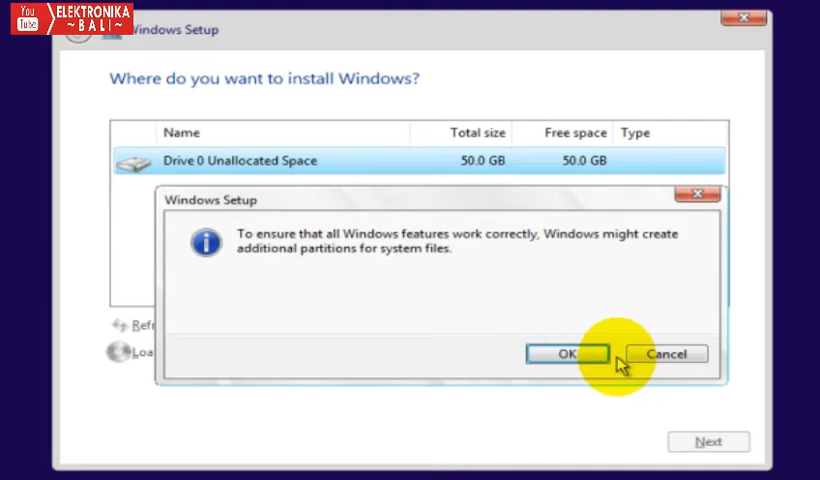 You
Tube
ELEKTRONIKA
~BALI~
Windows Setup
Where do you want to install Windows?
Name Total size Free space Type
Drive 0 Unallocated Space 50.0 GB 50.0 GB
Windows Setup
To ensure that all Windows features work correctly, Windows might create
additional partitions for system files.
Refr
Loa
OK Cancel
Next